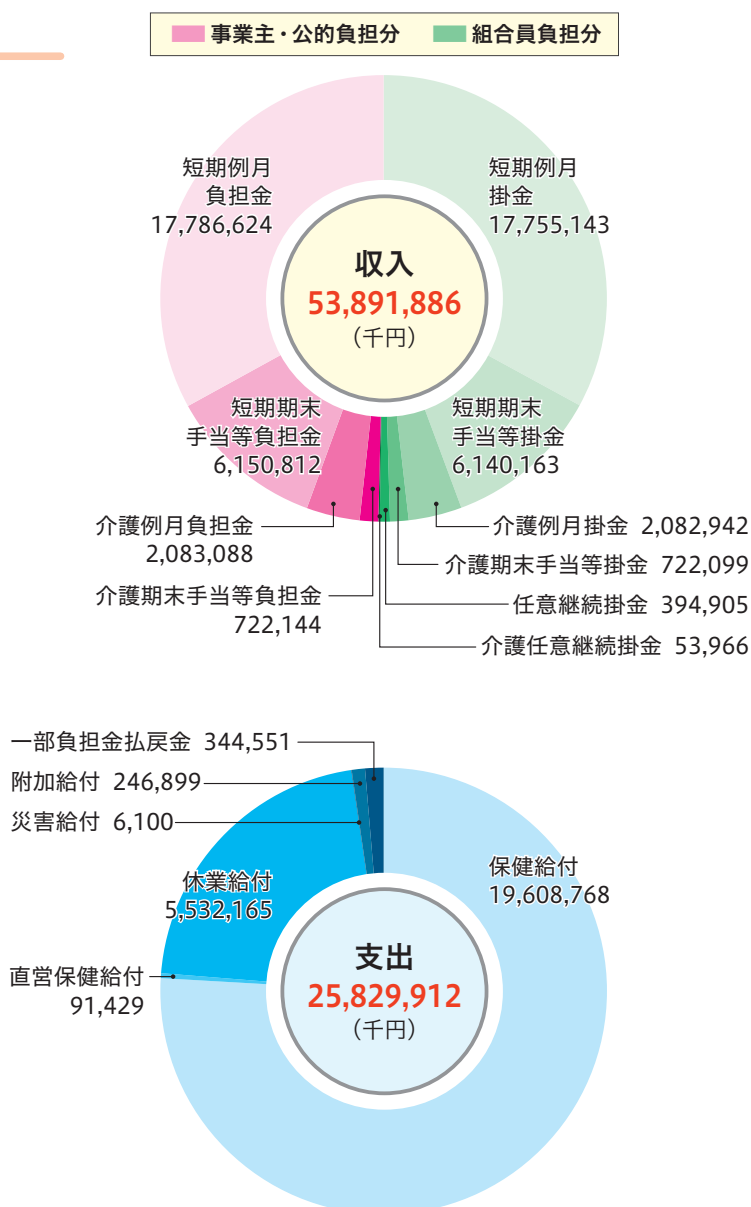 事業主・公的負担分 組合員負担分
短期例月
負担金
17,786,624
短期例月
掛金
17,755,143
収入
53,891,886
（千円）
短期期末
手当等負担金
6,150,812
短期期末
手当等掛金
6,140,163
介護例月負担金
2,083,088
介護例月掛金 2,082,942
介護期末手当等掛金 722,099
介護期末手当等負担金
722,144
任意継続掛金 394,905
介護任意継続掛金 53,966
一部負担金払戻金 344,551
附加給付 246,899
災害給付 6,100
休業給付
5,532,165
保健給付
19,608,768
支出
25,829,912
（千円）
直営保健給付
91,429